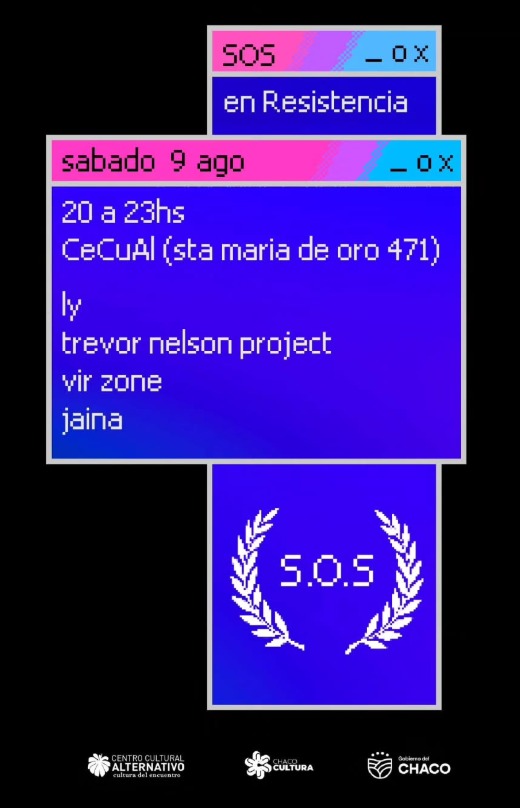 SOS _ o x
en Resistencia
sabado 9 ago _ o x
20 a 23hs
CeCuAl (sta maria de oro 471)
ly
trevor nelson project
vir zone
jaina
S.O.S
CENTRO CULTURAL
ALTERNATIVO
cultura del encuentro
CHACO
CULTURA
Gobierno del
CHACO